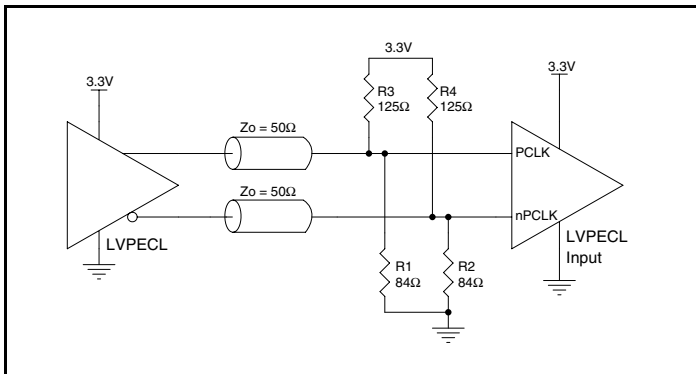 3.3V
3.3V
3.3V
R3
125Ω
R4
125Ω
Zo = 50Ω
PCLK
Zo = 50Ω
nPCLK
LVPECL
LVPECL
Input
R1
84Ω
R2
84Ω